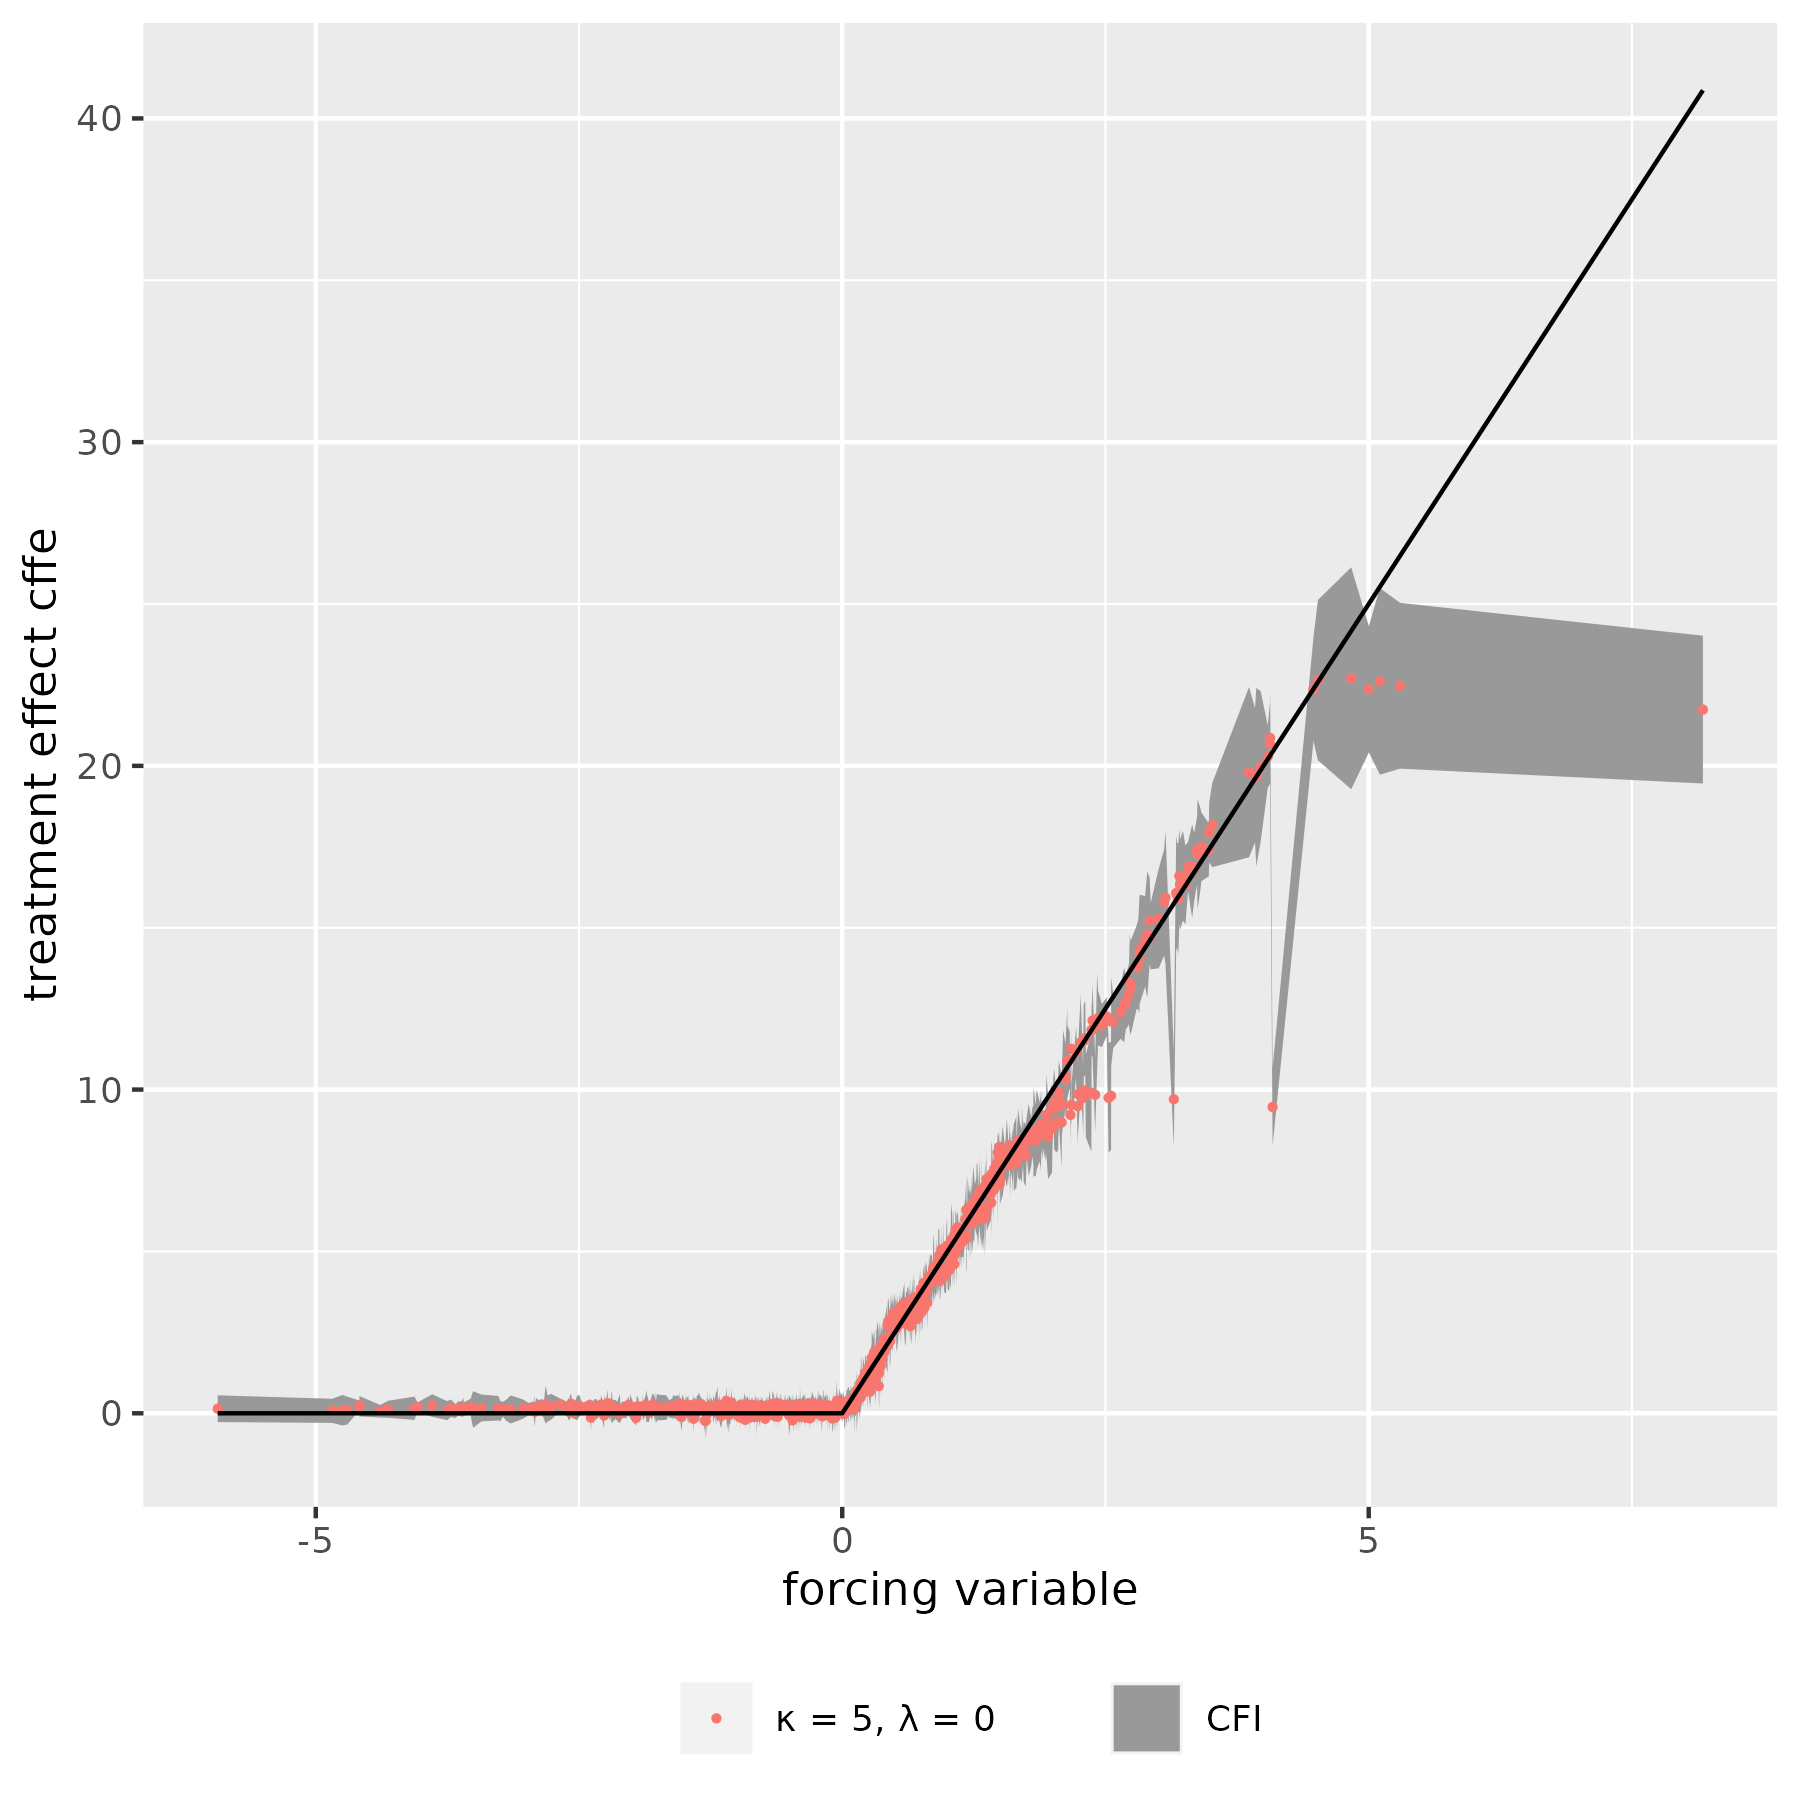 treatment effect cffe
40
30
20
10
0
-5
0
5
forcing variable
κ = 5, λ = 0
CFI